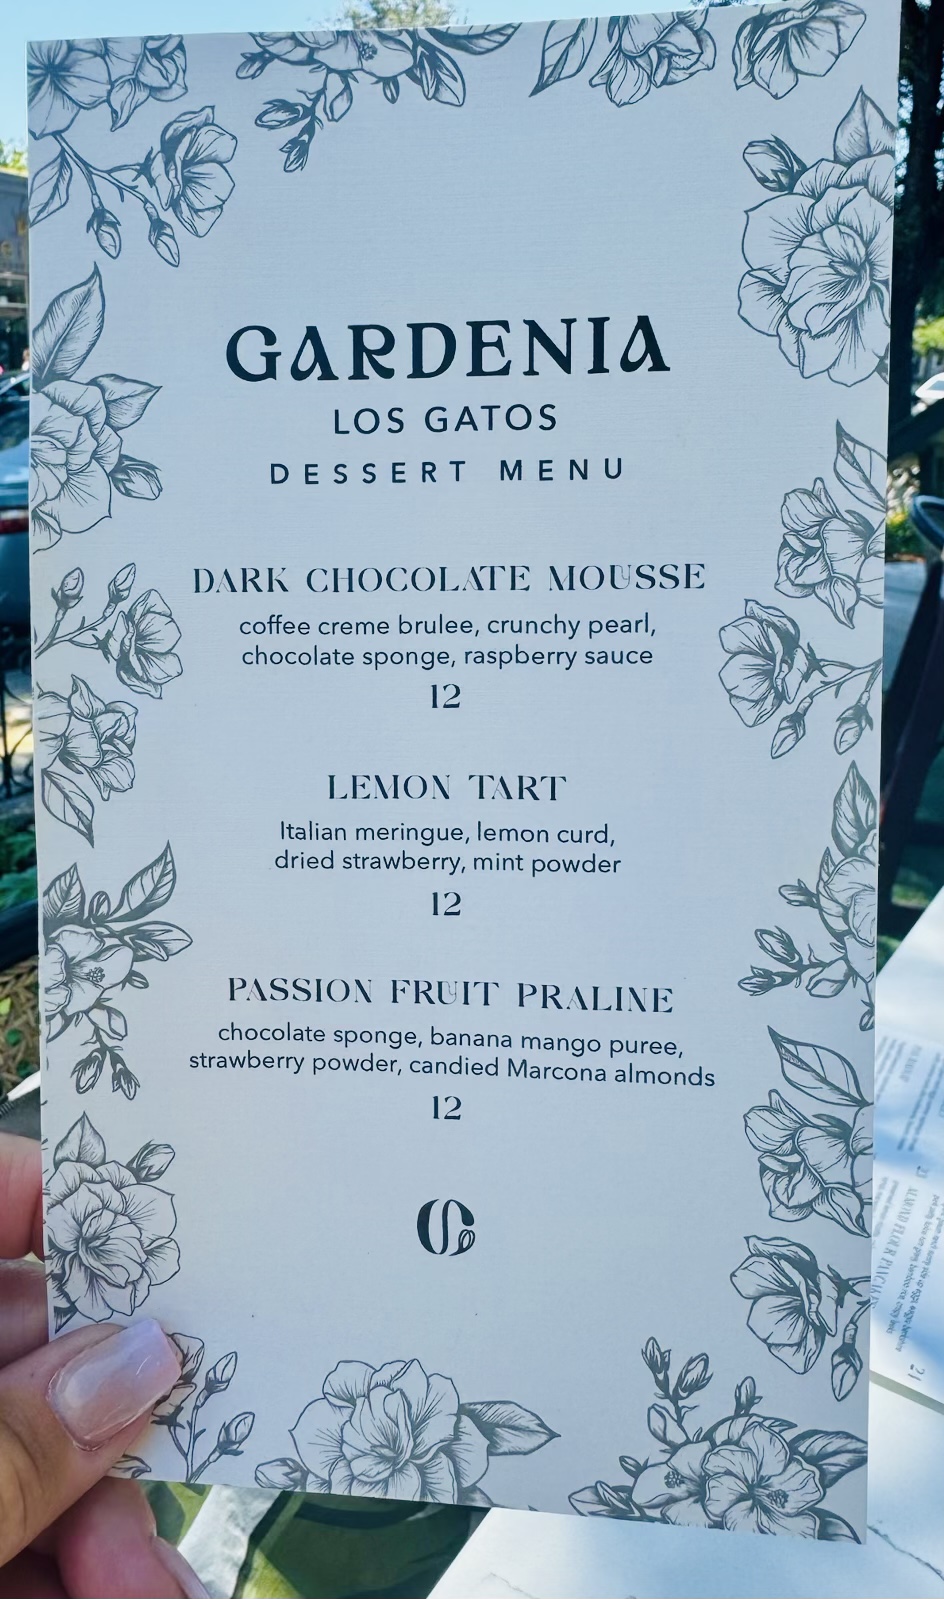 GARDENIA
LOS GATOS
DESSERT MENU
DARK CHOCOLATE MOUSSE
coffee creme brulee, crunchy pearl,
chocolate sponge, raspberry sauce
12
LEMON TART
Italian meringue, lemon curd,
dried strawberry, mint powder
12
PASSION FRUIT PRALINE
chocolate sponge, banana mango puree,
strawberry powder, candied Marcona almonds
12
21